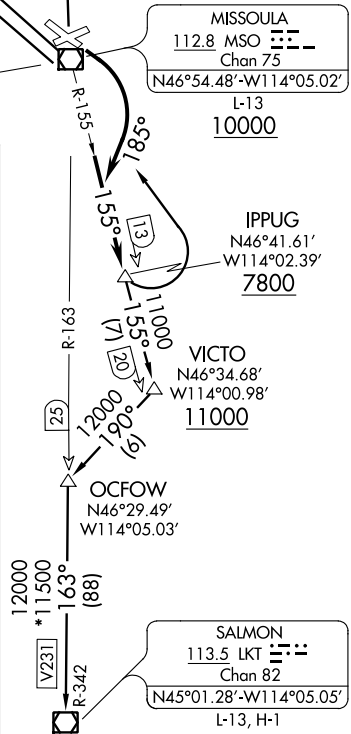 MISSOULA
112.8 MSO
Chan 75
N46°54.48'-W114°05.02'
L-13
10000
R-155
185°
155°
13
IPPUG
N46°41.61'
W114°02.39'
7800
R-163
11000
155°
(7)
20
VICTO
N46°34.68'
W114°00.98'
11000
25
12000
190°
(6)
OCFOW
N46°29.49'
W114°05.03'
12000
*11500
163°
(88)
V231
R-342
SALMON
113.5 LKT
Chan 82
N45°01.28'-W114°05.05'
L-13, H-1